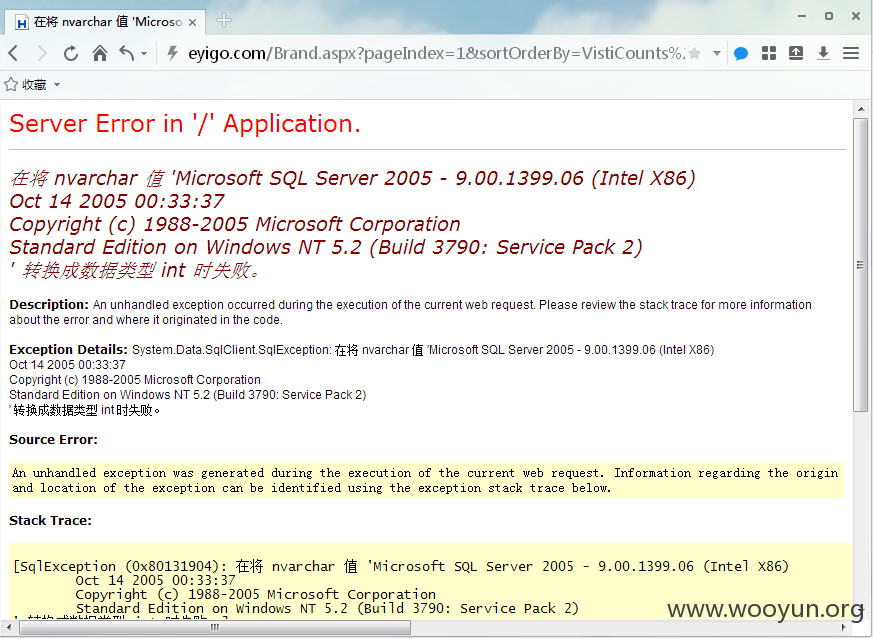 在将 nvarchar 值 'Microso
eyigo.com/Brand.aspx?pageIndex=1&sortOrderBy=VistiCounts%
收藏
Server Error in '/' Application.
在将 nvarchar 值 'Microsoft SQL Server 2005 - 9.00.1399.06 (Intel X86)
Oct 14 2005 00:33:37
Copyright (c) 1988-2005 Microsoft Corporation
Standard Edition on Windows NT 5.2 (Build 3790: Service Pack 2)
' 转换成数据类型 int 时失败。
Description: An unhandled exception occurred during the execution of the current web request. Please review the stack trace for more information
about the error and where it originated in the code.
Exception Details: System.Data.SqlClient.SqlException: 在将 nvarchar 值 'Microsoft SQL Server 2005 - 9.00.1399.06 (Intel X86)
Oct 14 2005 00:33:37
Copyright (c) 1988-2005 Microsoft Corporation
Standard Edition on Windows NT 5.2 (Build 3790: Service Pack 2)
' 转换成数据类型 int 时失败。
Source Error:
An unhandled exception was generated during the execution of the current web request. Information regarding the origin
and location of the exception can be identified using the exception stack trace below.
Stack Trace:
[SqlException (0x80131904): 在将 nvarchar 值 'Microsoft SQL Server 2005 - 9.00.1399.06 (Intel X86)
Oct 14 2005 00:33:37
Copyright (c) 1988-2005 Microsoft Corporation
Standard Edition on Windows NT 5.2 (Build 3790: Service Pack 2)
www.wooyun.org